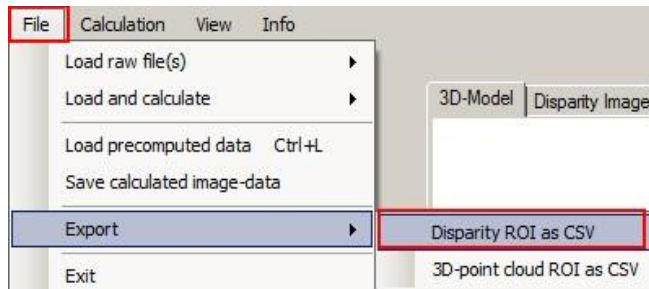 File Calculation View Info
Load raw file(s)
Load and calculate
3D-Model Disparity Image
Load precomputed data Ctrl+L
Save calculated image-data
Export
Disparity ROI as CSV
Exit
3D-point cloud ROI as CSV